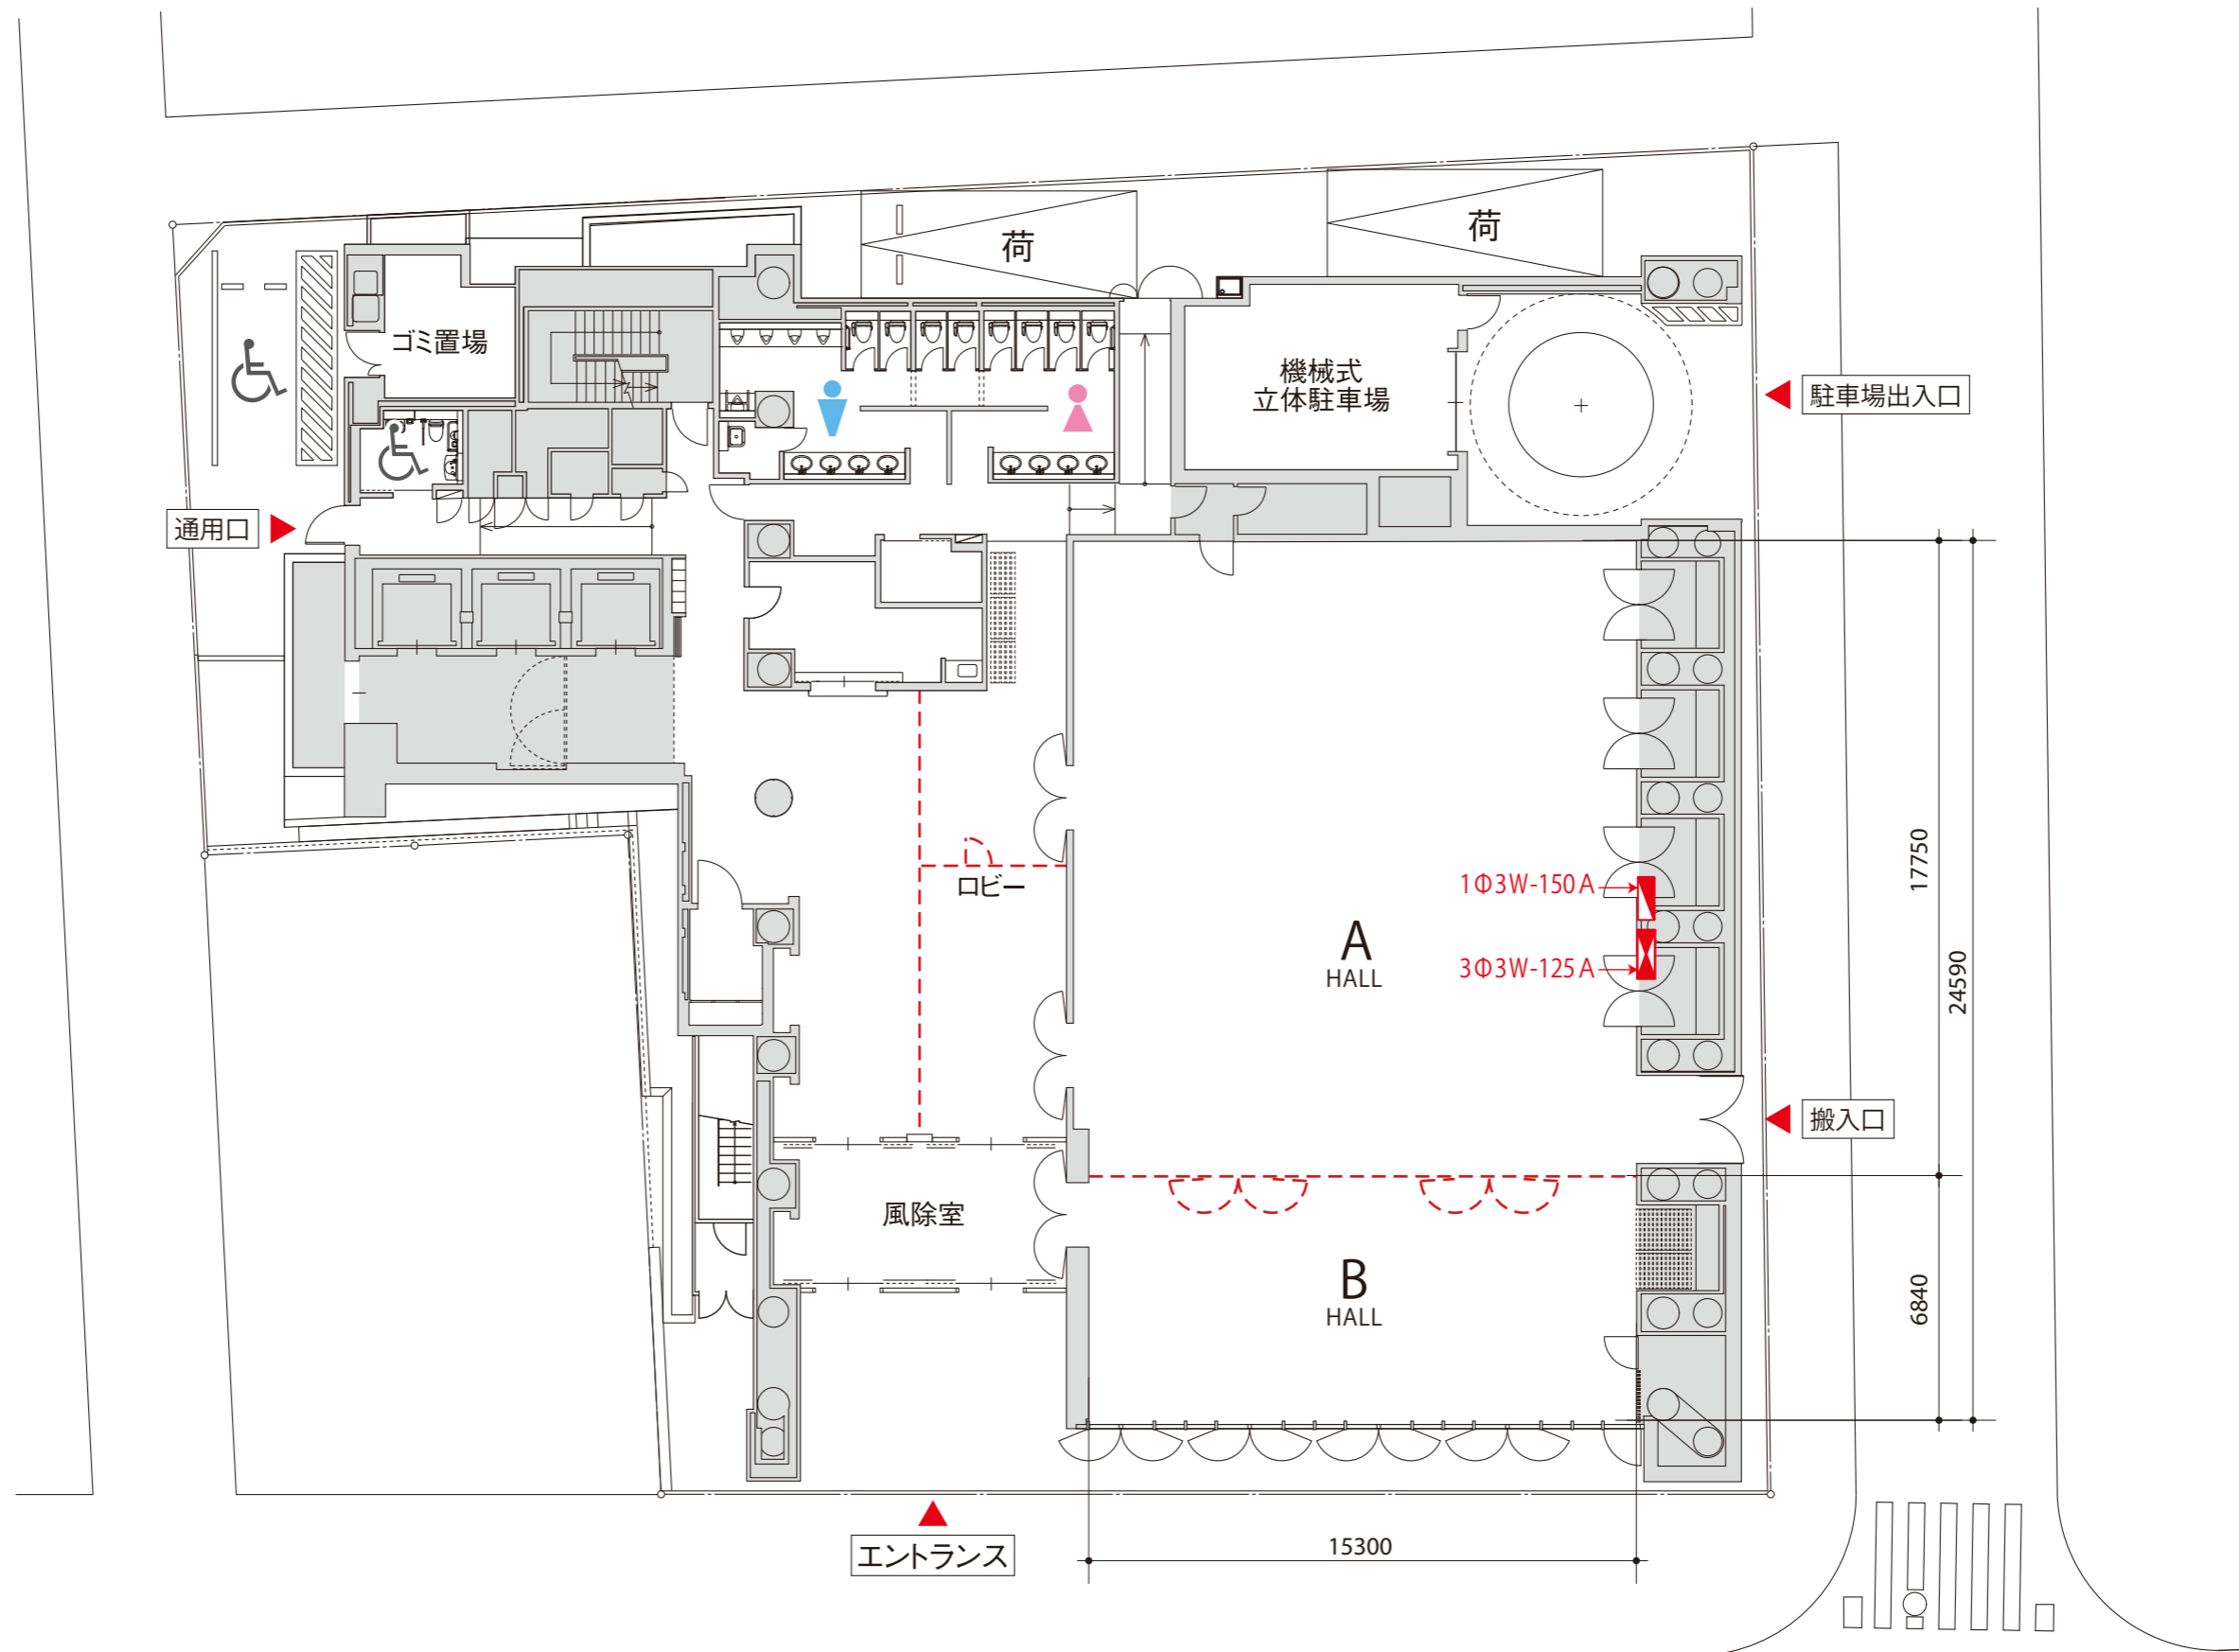 荷
荷
ゴミ置場
機械式
立体駐車場
駐車場出入口
通用口
17750
ロビー
1Φ3W-150A
A
HALL
3Φ3W-125A
24590
搬入口
風除室
B
HALL
6840
エントランス
15300